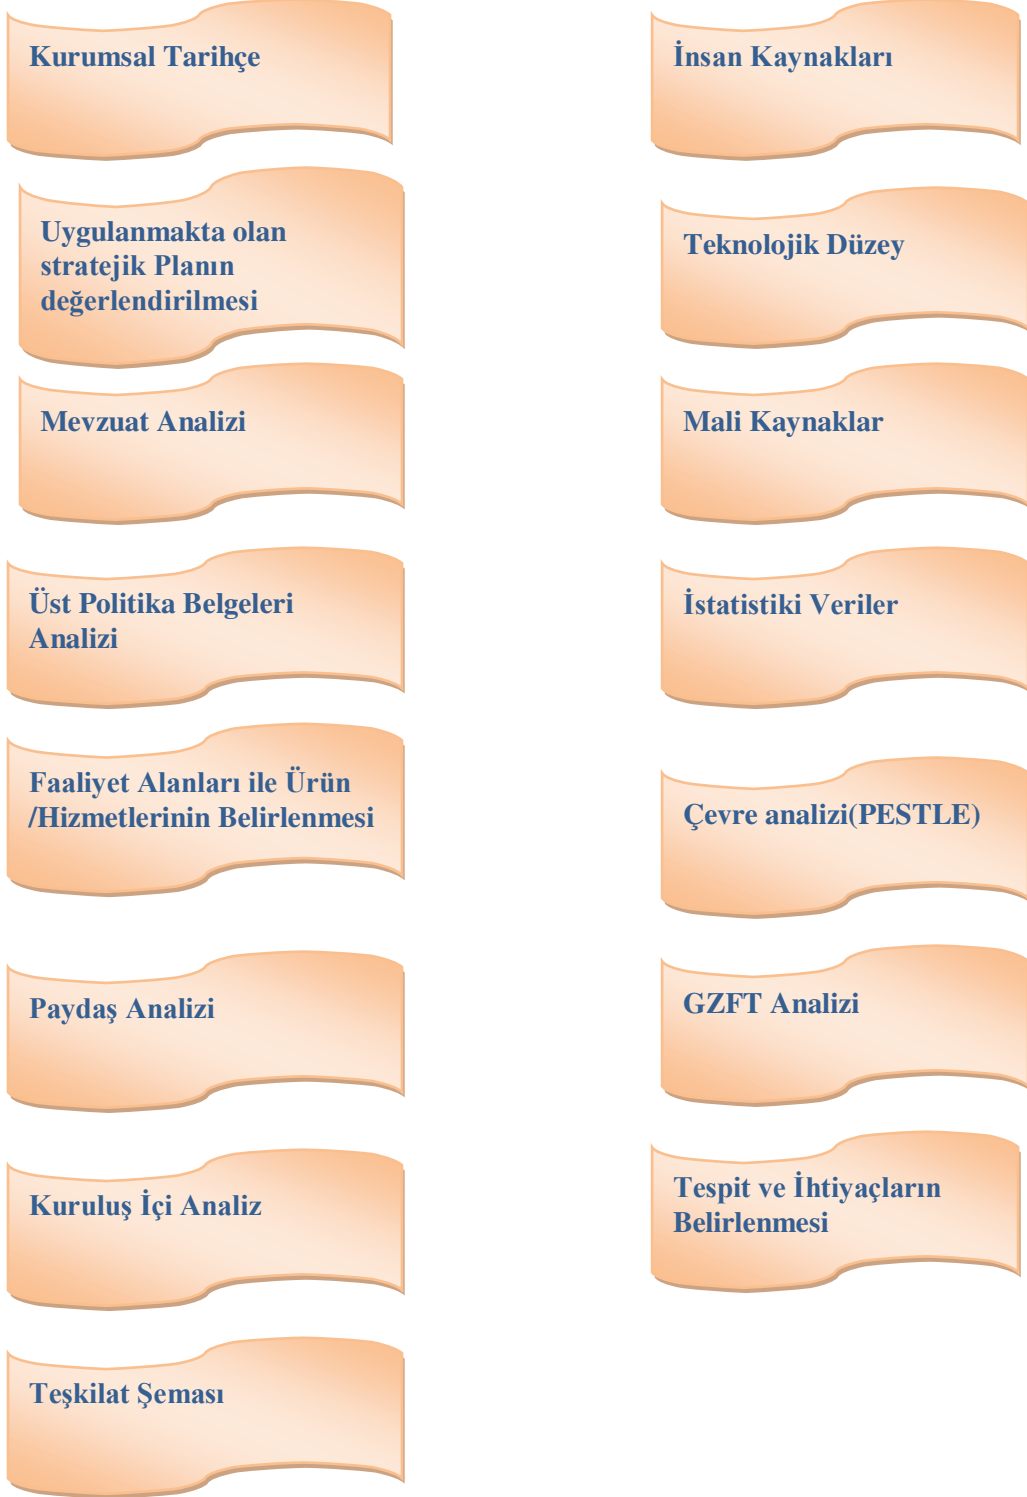 Kurumsal Tarihçe
Uygulanmakta olan
stratejik Planın
değerlendirilmesi
Mevzuat Analizi
Üst Politika Belgeleri
Analizi
Faaliyet Alanları ile Ürün
/Hizmetlerinin Belirlenmesi
Paydaş Analizi
Kuruluş İçi Analiz
Teşkilat Şeması
İnsan Kaynakları
Teknolojik Düzey
Mali Kaynaklar
İstatistiki Veriler
Çevre analizi(PESTLE)
GZFT Analizi
Tespit ve İhtiyaçların
Belirlenmesi